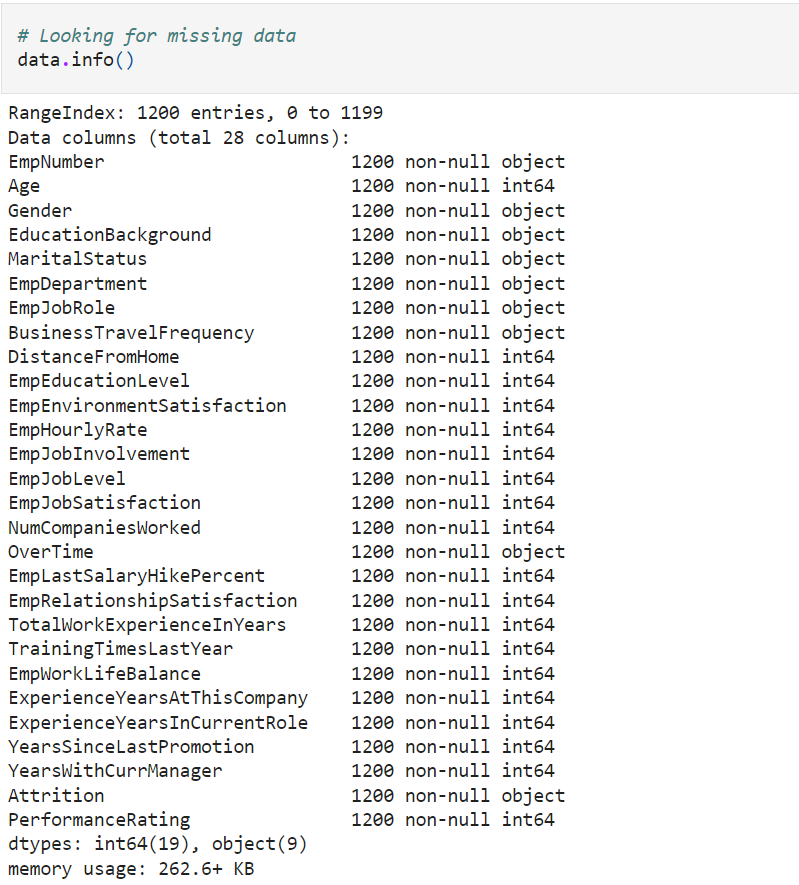 # Looking for missing data
data.info()
RangeIndex: 1200 entries, 0 to 1199
Data columns (total 28 columns):
EmpNumber                       1200 non-null object
Age                             1200 non-null int64
Gender                          1200 non-null object
EducationBackground             1200 non-null object
MaritalStatus                   1200 non-null object
EmpDepartment                   1200 non-null object
EmpJobRole                      1200 non-null object
BusinessTravelFrequency         1200 non-null object
DistanceFromHome                1200 non-null int64
EmpEducationLevel               1200 non-null int64
EmpEnvironmentSatisfaction      1200 non-null int64
EmpHourlyRate                   1200 non-null int64
EmpJobInvolvement               1200 non-null int64
EmpJobLevel                     1200 non-null int64
EmpJobSatisfaction              1200 non-null int64
NumCompaniesWorked              1200 non-null int64
OverTime                        1200 non-null object
EmpLastSalaryHikePercent        1200 non-null int64
EmpRelationshipSatisfaction     1200 non-null int64
TotalWorkExperienceInYears      1200 non-null int64
TrainingTimesLastYear           1200 non-null int64
EmpWorkLifeBalance              1200 non-null int64
ExperienceYearsAtThisCompany    1200 non-null int64
ExperienceYearsInCurrentRole    1200 non-null int64
YearsSinceLastPromotion         1200 non-null int64
YearsWithCurrManager            1200 non-null int64
Attrition                       1200 non-null object
PerformanceRating               1200 non-null int64
dtypes: int64(19), object(9)
memory usage: 262.6+ KB